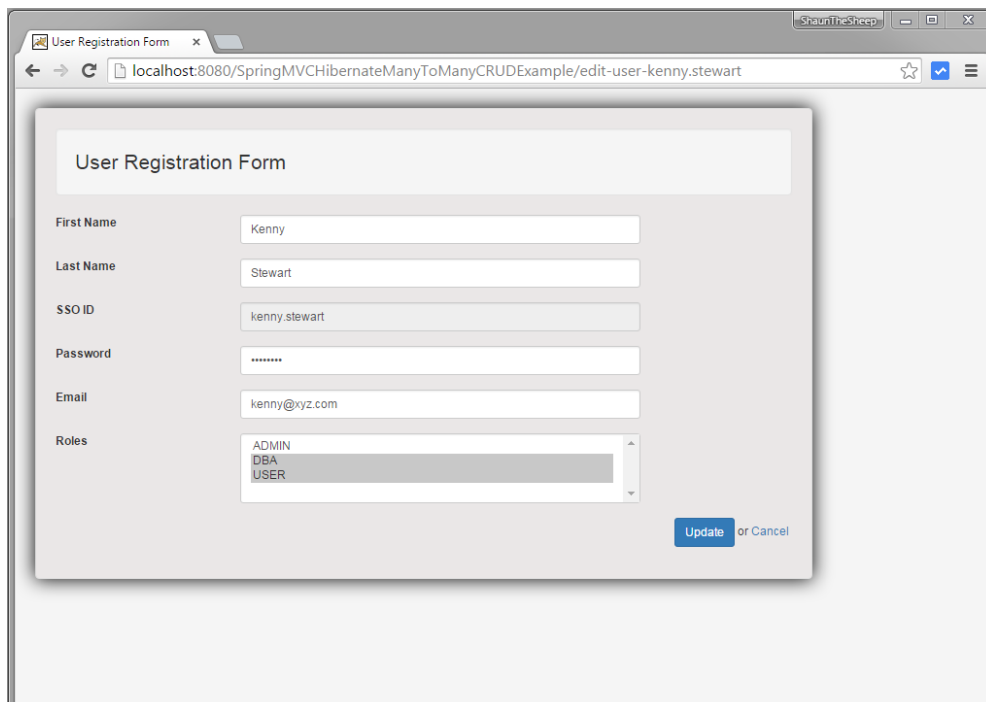 ShaunTheSheep
User Registration Form
localhost:8080/SpringMVCHibernateManyToManyCRUDExample/edit-user-kenny.stewart
User Registration Form
First Name
Kenny
Last Name
Stewart
SSO ID
kenny.stewart
Password
••••••••
Email
kenny@xyz.com
Roles
ADMIN
DBA
USER
Update or Cancel